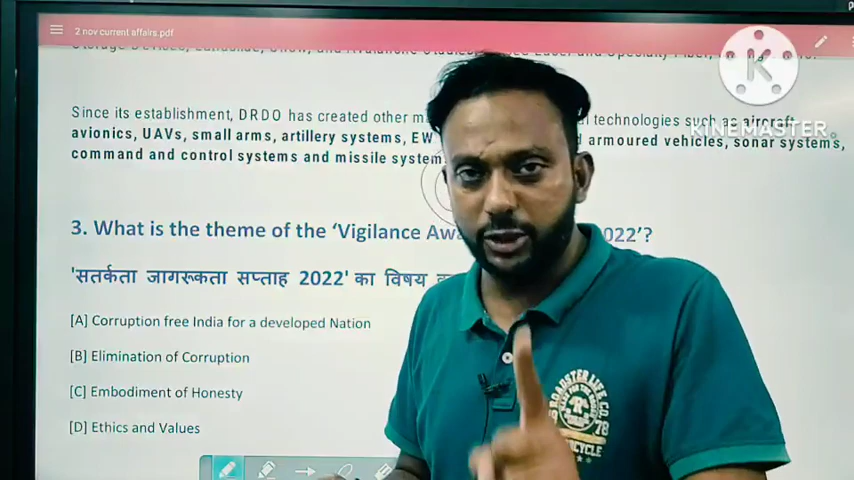 2 nov current affairs.pdf
Since its establishment, DRDO has created other m technologies such as aircraft
avionics, UAVs, small arms, artillery systems, EW nd armoured vehicles, sonar systems,
command and control systems and missile system
3. What is the theme of the ‘Vigilance Awa 2022’?
'सतर्कता जागरूकता सप्ताह 2022' का विषय
[A] Corruption free India for a developed Nation
[B] Elimination of Corruption
[C] Embodiment of Honesty
[D] Ethics and Values
K
KINEMASTER
ROADSTER LIFE CO.
78